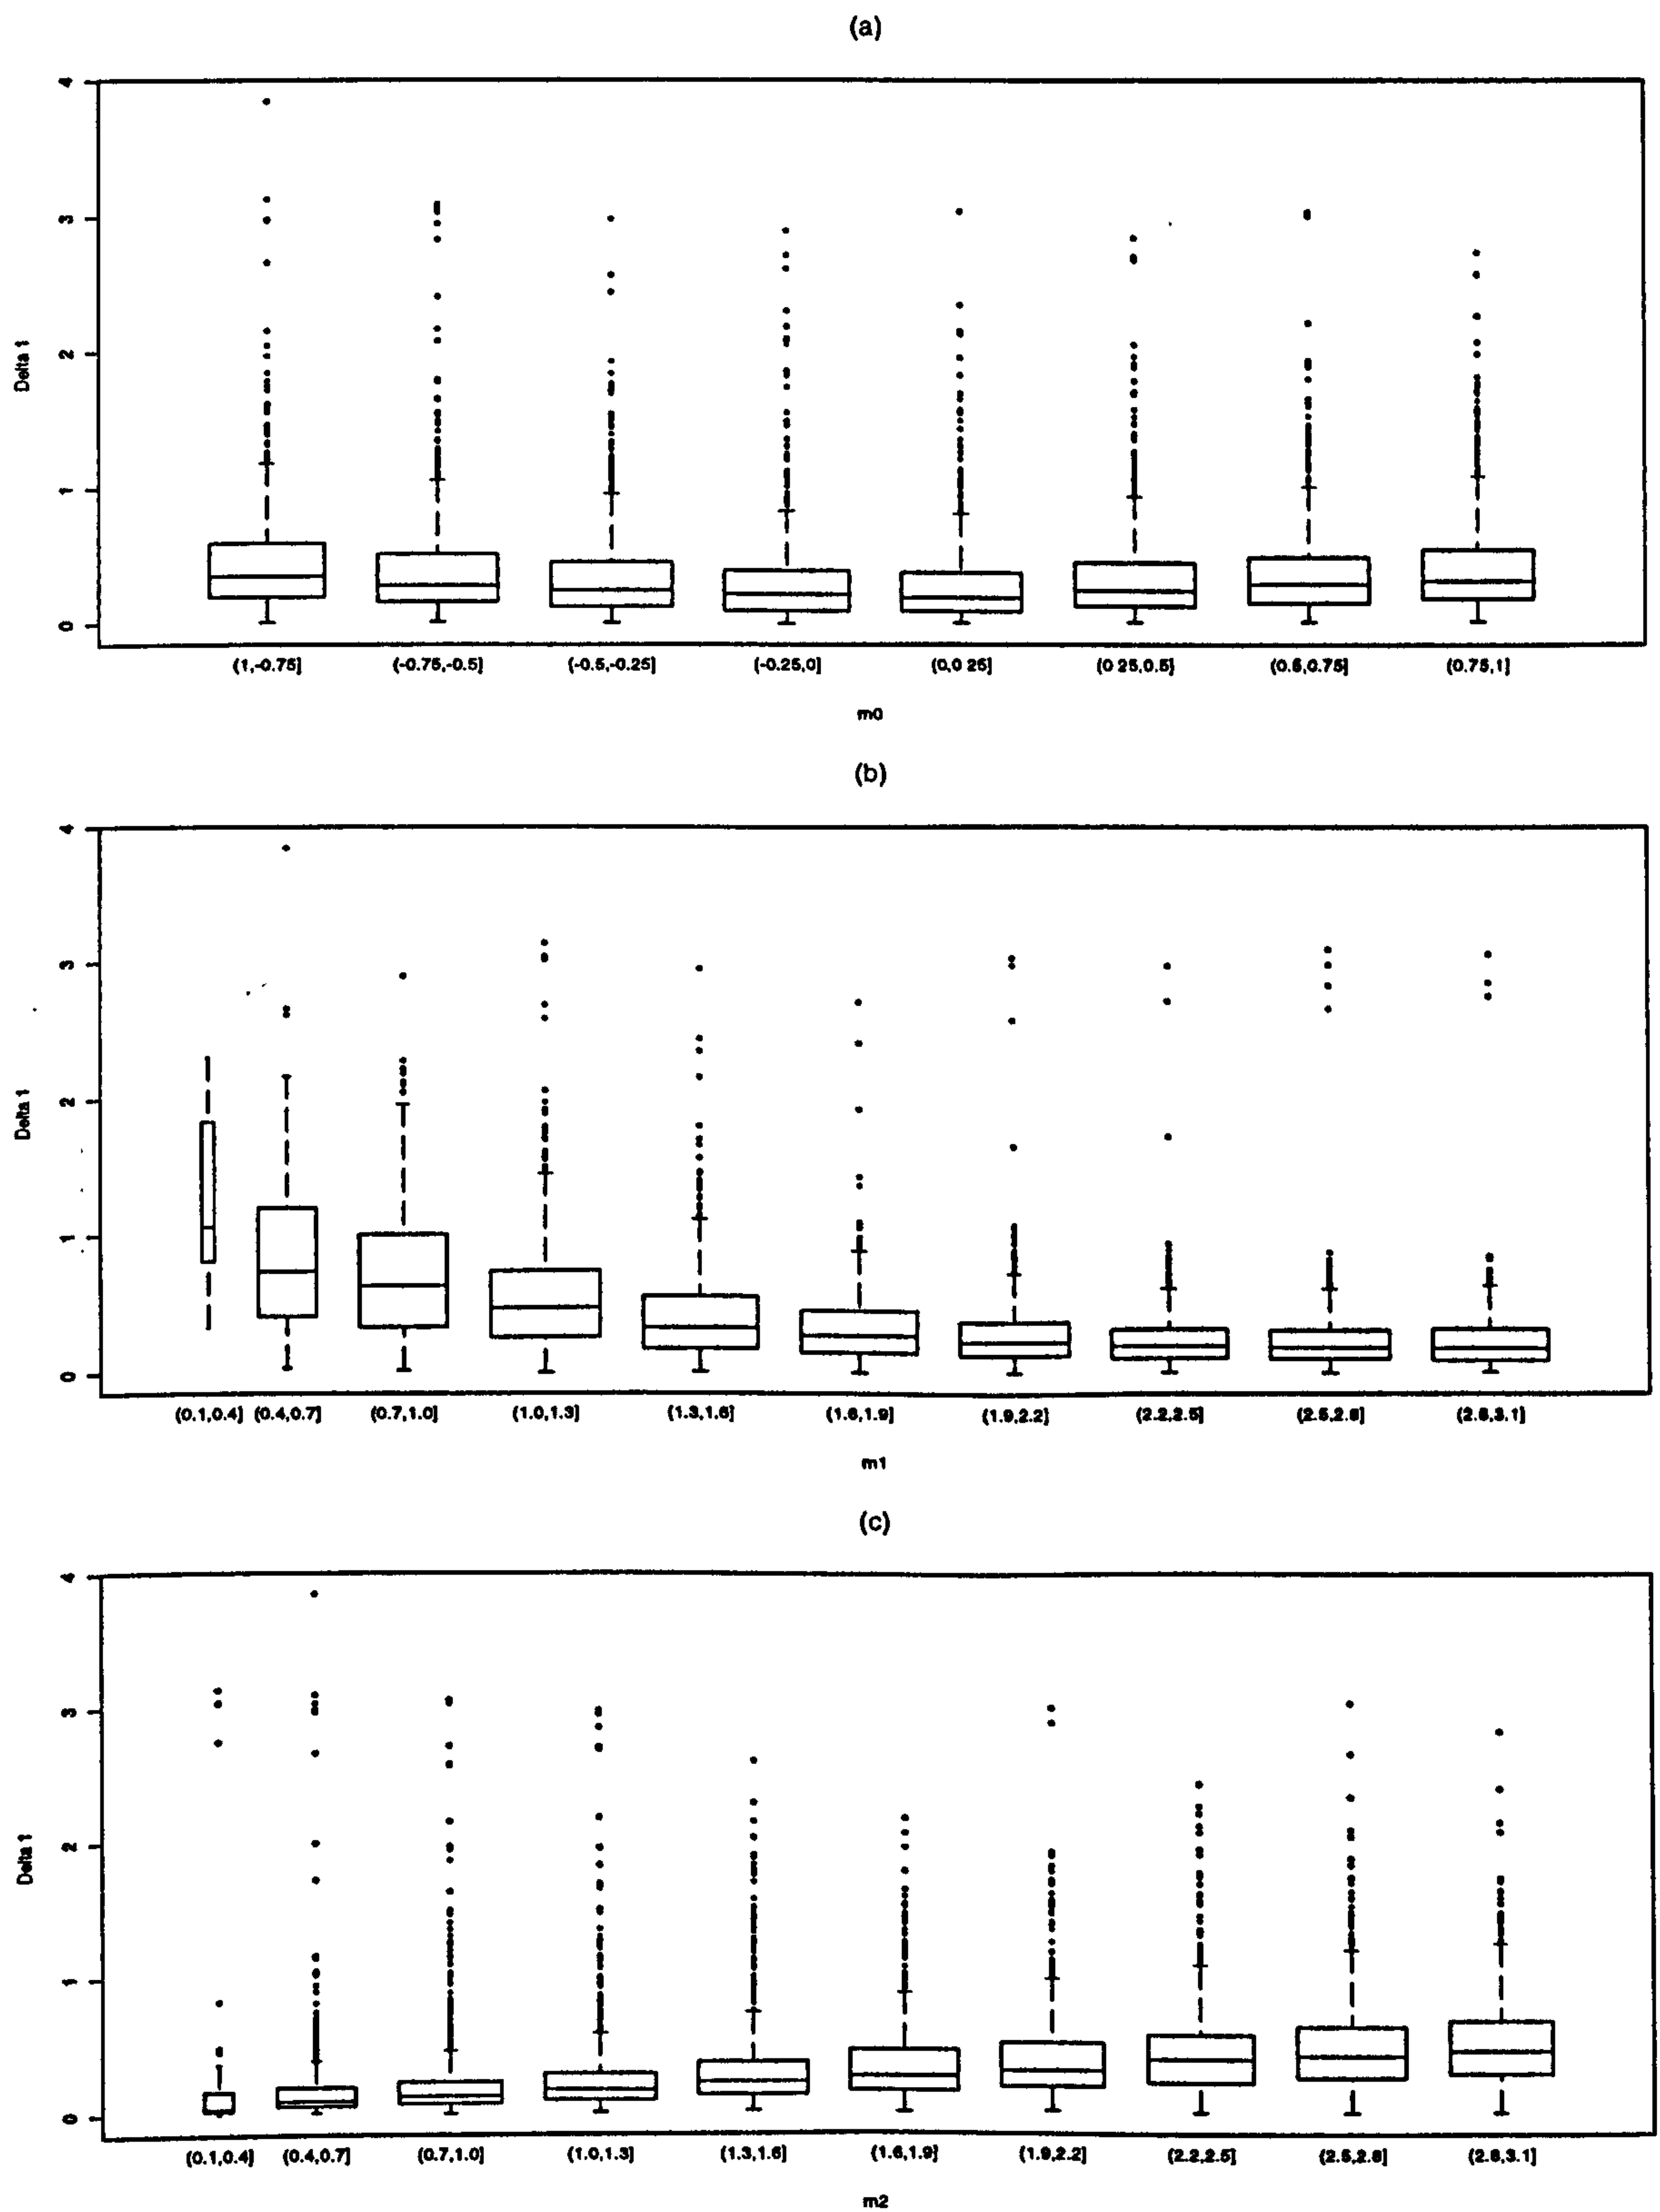 (a)
4
3
2
1
0
Delta 1
(1,-0.75] (-0.75,-0.5] (-0.5,-0.25] (-0.25,0] (0,0 25] (0 25,0.5] (0.5,0.75] (0.75,1]
m0
(b)
4
3
2
1
0
Delta 1
(0.1,0.4] (0.4,0.7] (0.7,1.0] (1.0,1.3] (1.3,1.6] (1.6,1.9] (1.9,2.2] (2.2,2.5] (2.5,2.8] (2.8,3.1]
m1
(c)
4
3
2
1
0
Delta 1
(0.1,0.4] (0.4,0.7] (0.7,1.0] (1.0,1.3] (1.3,1.6] (1.6,1.9] (1.9,2.2] (2.2,2.5] (2.5,2.8] (2.8,3.1]
m2